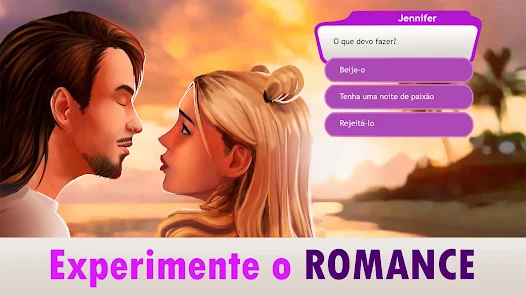 Jennifer
O que devo fazer?
Beije-o
Tenha uma noite de paixão
Rejeitá-lo
Experimente o ROMANCE